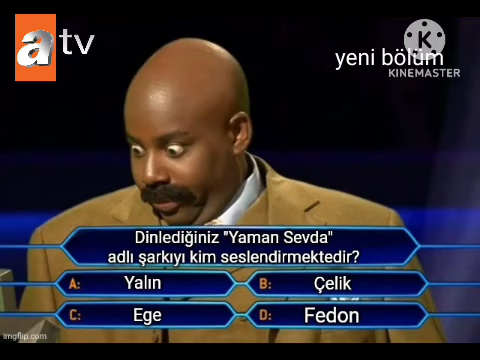 atv
yeni bölüm
KINEMASTER
Dinlediğiniz "Yaman Sevda"
adlı şarkıyı kim seslendirmektedir?
A: Yalın
B: Çelik
C: Ege
D: Fedon
imgflip.com